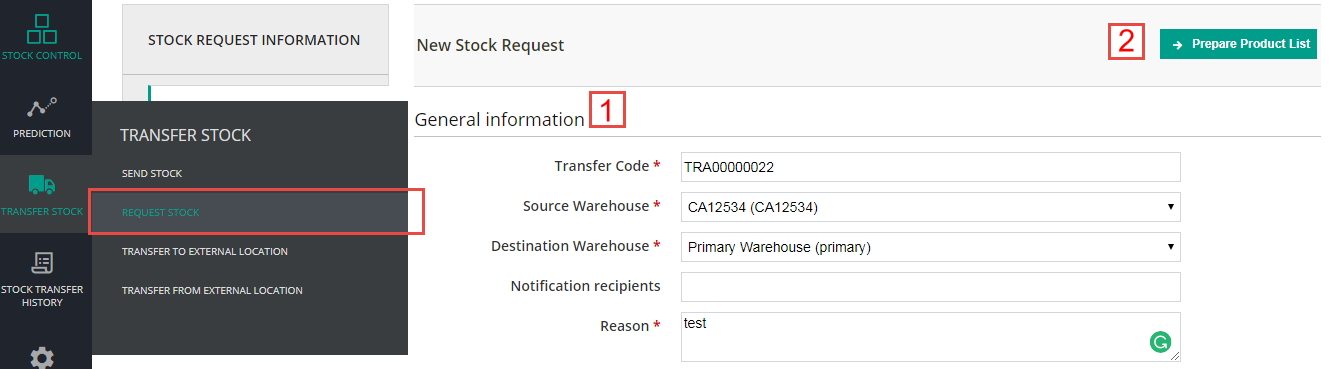 STOCK CONTROL
PREDICTION
TRANSFER STOCK
STOCK TRANSFER
HISTORY
STOCK REQUEST INFORMATION
TRANSFER STOCK
SEND STOCK
REQUEST STOCK
TRANSFER TO EXTERNAL LOCATION
TRANSFER FROM EXTERNAL LOCATION
New Stock Request
2
Prepare Product List
General information 1
Transfer Code * TRA00000022
Source Warehouse * CA12534 (CA12534)
Destination Warehouse * Primary Warehouse (primary)
Notification recipients
Reason * test